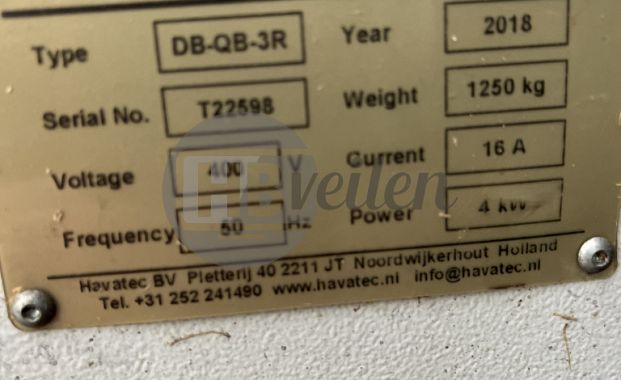 Type DB-QB-3R Year 2018
Serial No. T22598 Weight 1250 kg
Voltage 400 V Current 16 A
Frequency 50 Hz Power 4 kW
Havatec BV Pletterij 40 2211 JT Noordwijkerhout Holland
Tel. +31 252 241490 www.havatec.nl info@havatec.nl
HBveilen